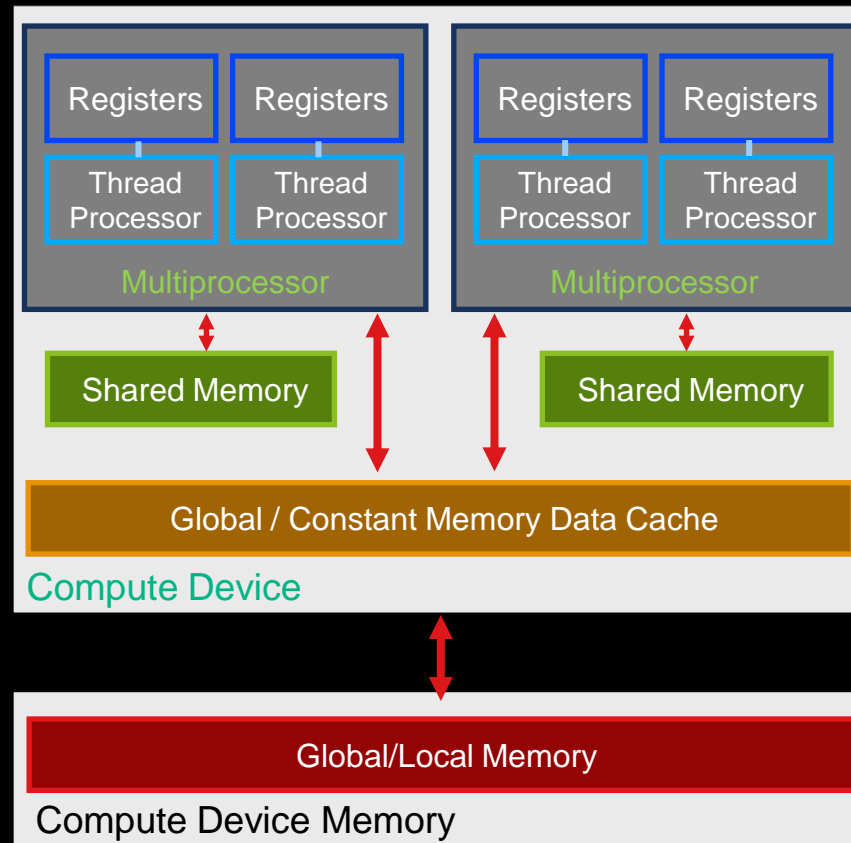 Registers
Registers
Registers
Registers
Thread
Processor
Thread
Processor
Thread
Processor
Thread
Processor
Multiprocessor
Multiprocessor
Shared Memory
Shared Memory
Global / Constant Memory Data Cache
Compute Device
Global/Local Memory
Compute Device Memory